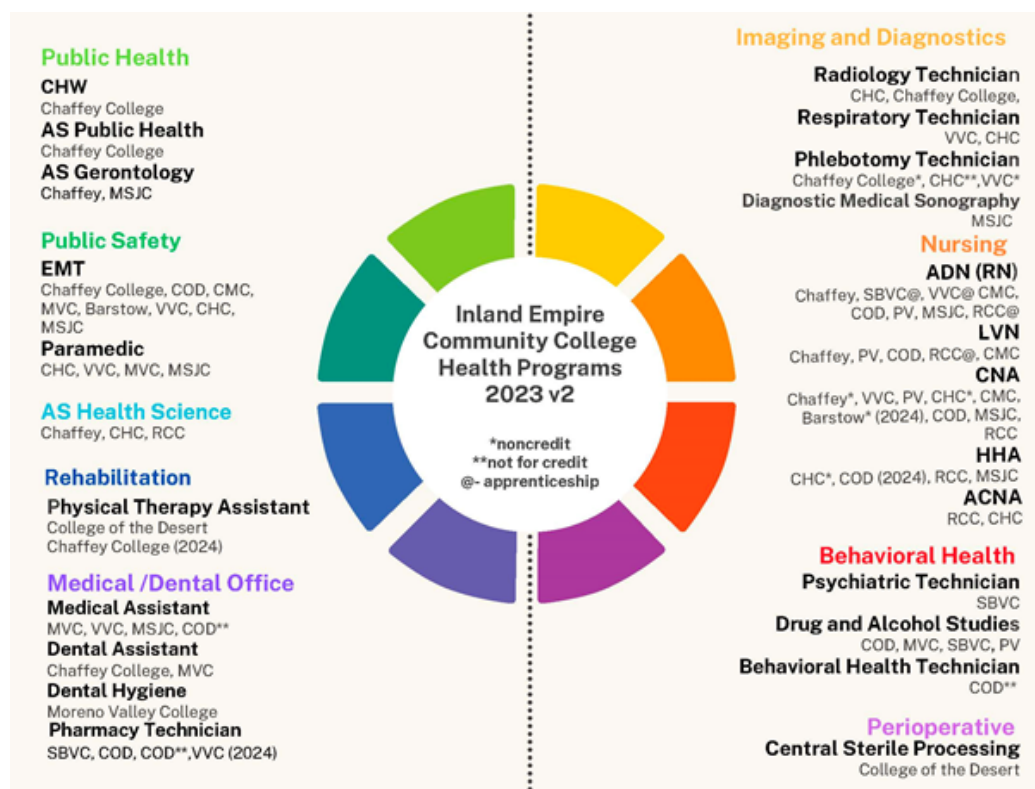 Public Health
CHW
Chaffey College
AS Public Health
Chaffey College
AS Gerontology
Chaffey, MSJC
Public Safety
EMT
Chaffey College, COD, CMC,
MVC, Barstow, VVC, CHC,
MSJC
Paramedic
CHC, VVC, MVC, MSJC
AS Health Science
Chaffey, CHC, RCC
Rehabilitation
Physical Therapy Assistant
College of the Desert
Chaffey College (2024)
Medical /Dental Office
Medical Assistant
MVC, VVC, MSJC, COD**
Dental Assistant
Chaffey College, MVC
Dental Hygiene
Moreno Valley College
Pharmacy Technician
SBVC, COD, COD**,VVC (2024)
Inland Empire
Community College
Health Programs
2023 v2
*noncredit
**not for credit
@- apprenticeship
Imaging and Diagnostics
Radiology Technician
CHC, Chaffey College,
Respiratory Technician
VVC, CHC
Phlebotomy Technician
Chaffey College*, CHC**,VVC*
Diagnostic Medical Sonography
MSJC
Nursing
ADN (RN)
Chaffey, SBVC@, VVC@ CMC,
COD, PV, MSJC, RCC@
LVN
Chaffey, PV, COD, RCC@, CMC
CNA
Chaffey*, VVC, PV, CHC*, CMC,
Barstow* (2024), COD, MSJC,
RCC
HHA
CHC*, COD (2024), RCC, MSJC
ACNA
RCC, CHC
Behavioral Health
Psychiatric Technician
SBVC
Drug and Alcohol Studies
COD, MVC, SBVC, PV
Behavioral Health Technician
COD**
Perioperative
Central Sterile Processing
College of the Desert